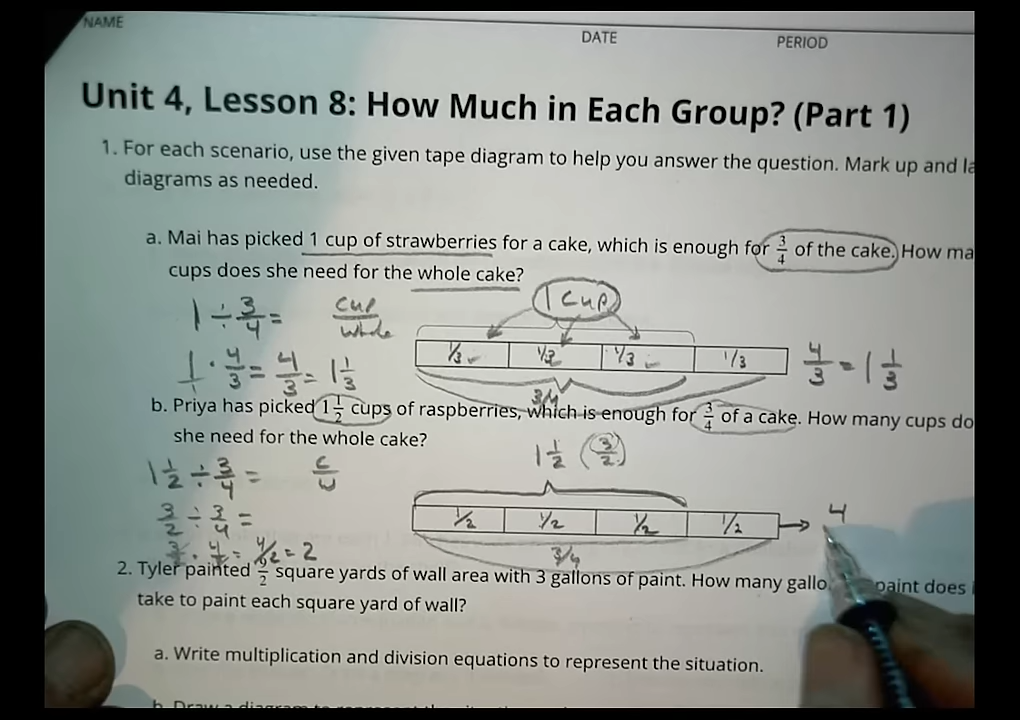 NAME
DATE
PERIOD
Unit 4, Lesson 8: How Much in Each Group? (Part 1)
1. For each scenario, use the given tape diagram to help you answer the question. Mark up and la
diagrams as needed.
a. Mai has picked 1 cup of strawberries for a cake, which is enough for 3/4 of the cake. How ma
cups does she need for the whole cake?
1 ÷ 3/4 =
cup/whole
1 cup
1/1 · 4/3 = 4/3 = 1 1/3
1/3 1/3 1/3 1/3
4/3 = 1 1/3
3/4
b. Priya has picked 1 1/2 cups of raspberries, which is enough for 3/4 of a cake. How many cups do
she need for the whole cake?
1 1/2 (3/2)
1 1/2 ÷ 3/4 =
c/w
3/2 ÷ 3/4 =
1/2 1/2 1/2 1/2
4
3/4
3/2 · 4/3 = 4/2 = 2
2. Tyler painted 9/2 square yards of wall area with 3 gallons of paint. How many gallo paint does
take to paint each square yard of wall?
a. Write multiplication and division equations to represent the situation.